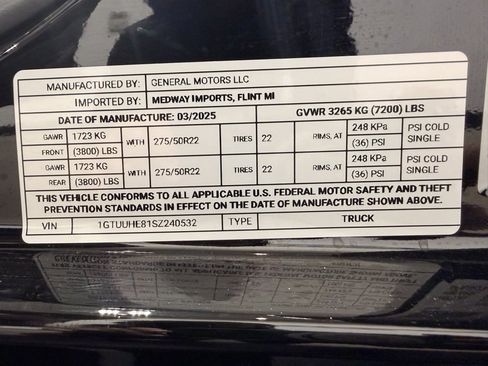 MANUFACTURED BY: GENERAL MOTORS LLC
IMPORTED BY: MEDWAY IMPORTS, FLINT MI
DATE OF MANUFACTURE: 03/2025 GVWR 3265 KG (7200) LBS
GAWR 1723 KG WITH 275/50R22 TIRES 22 RIMS, AT 248 KPa PSI COLD
FRONT (3800) LBS (36) PSI SINGLE
GAWR 1723 KG WITH 275/50R22 TIRES 22 RIMS, AT 248 KPa PSI COLD
REAR (3800) LBS (36) PSI SINGLE
THIS VEHICLE CONFORMS TO ALL APPLICABLE U.S. FEDERAL MOTOR SAFETY AND THEFT
PREVENTION STANDARDS IN EFFECT ON THE DATE OF MANUFACTURE SHOWN ABOVE.
VIN 1GTUUHE81SZ240532 TYPE TRUCK